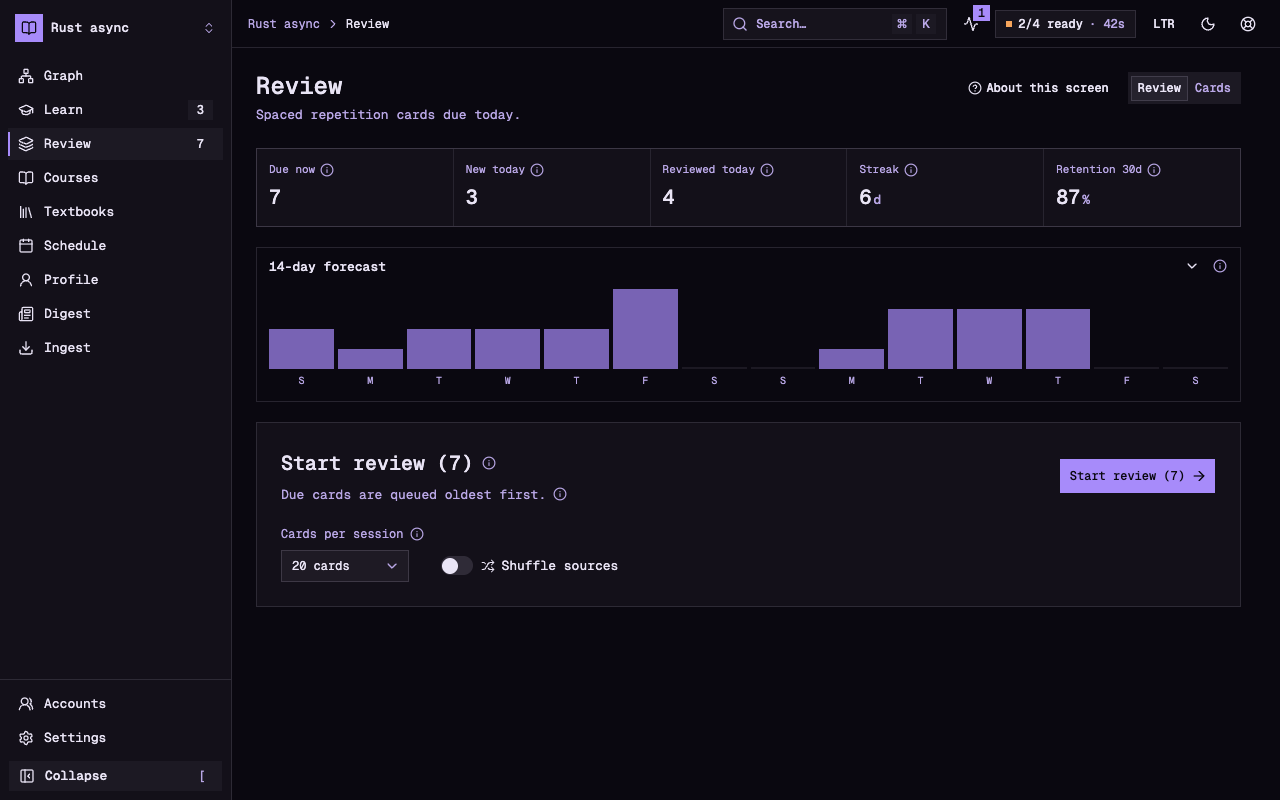 Rust async
Graph
Learn 3
Review 7
Courses
Textbooks
Schedule
Profile
Digest
Ingest
Accounts
Settings
Collapse [
Rust async > Review
Search… ⌘ K
1
2/4 ready · 42s
LTR
Review
Spaced repetition cards due today.
About this screen
Review Cards
Due now
7
New today
3
Reviewed today
4
Streak
6d
Retention 30d
87%
14-day forecast
S M T W T F S S M T W T F S
Start review (7)
Due cards are queued oldest first.
Start review (7) →
Cards per session
20 cards
Shuffle sources